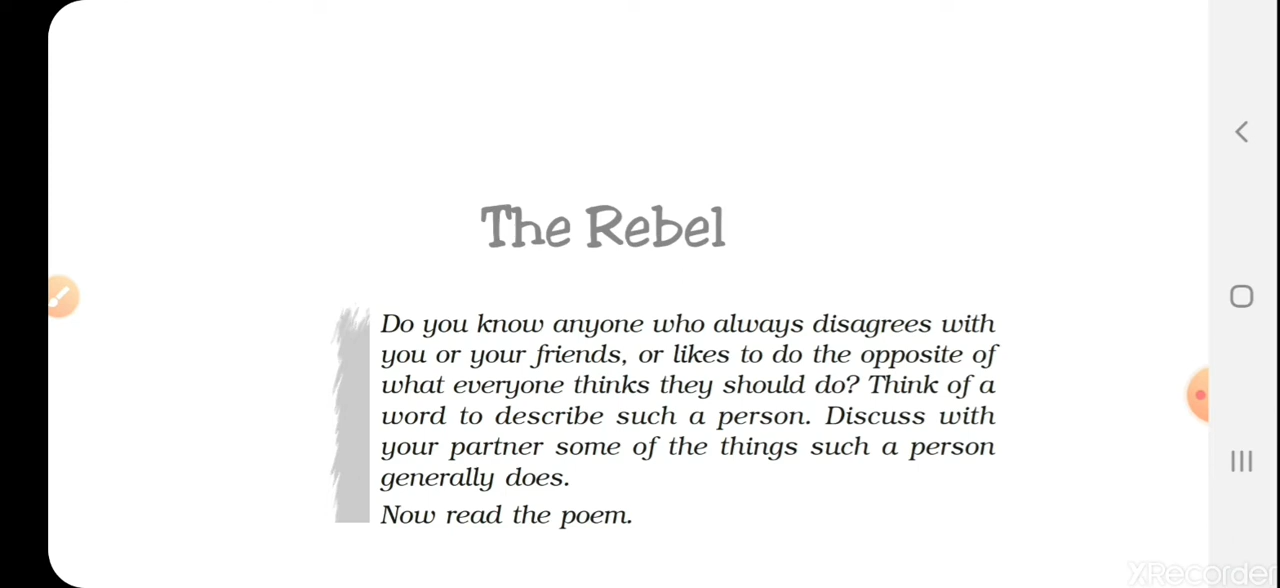 The Rebel
Do you know anyone who always disagrees with
you or your friends, or likes to do the opposite of
what everyone thinks they should do? Think of a
word to describe such a person. Discuss with
your partner some of the things such a person
generally does.
Now read the poem.
XRecorder